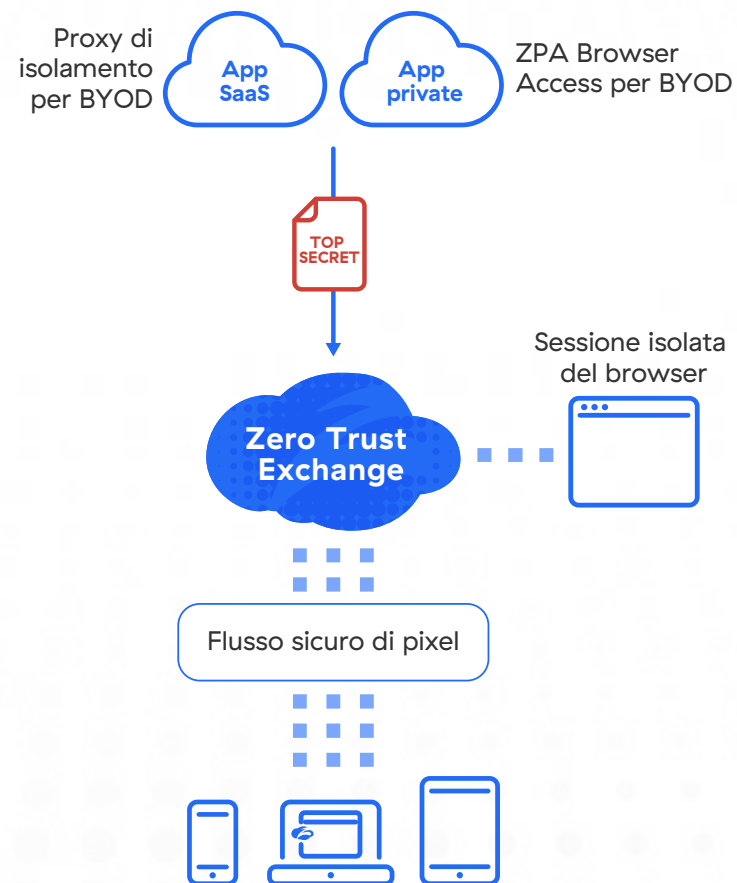 Proxy di
isolamento
per BYOD
App
SaaS
App
private
ZPA Browser
Access per BYOD
TOP
SECRET
Sessione isolata
del browser
Zero Trust
Exchange
Flusso sicuro di pixel